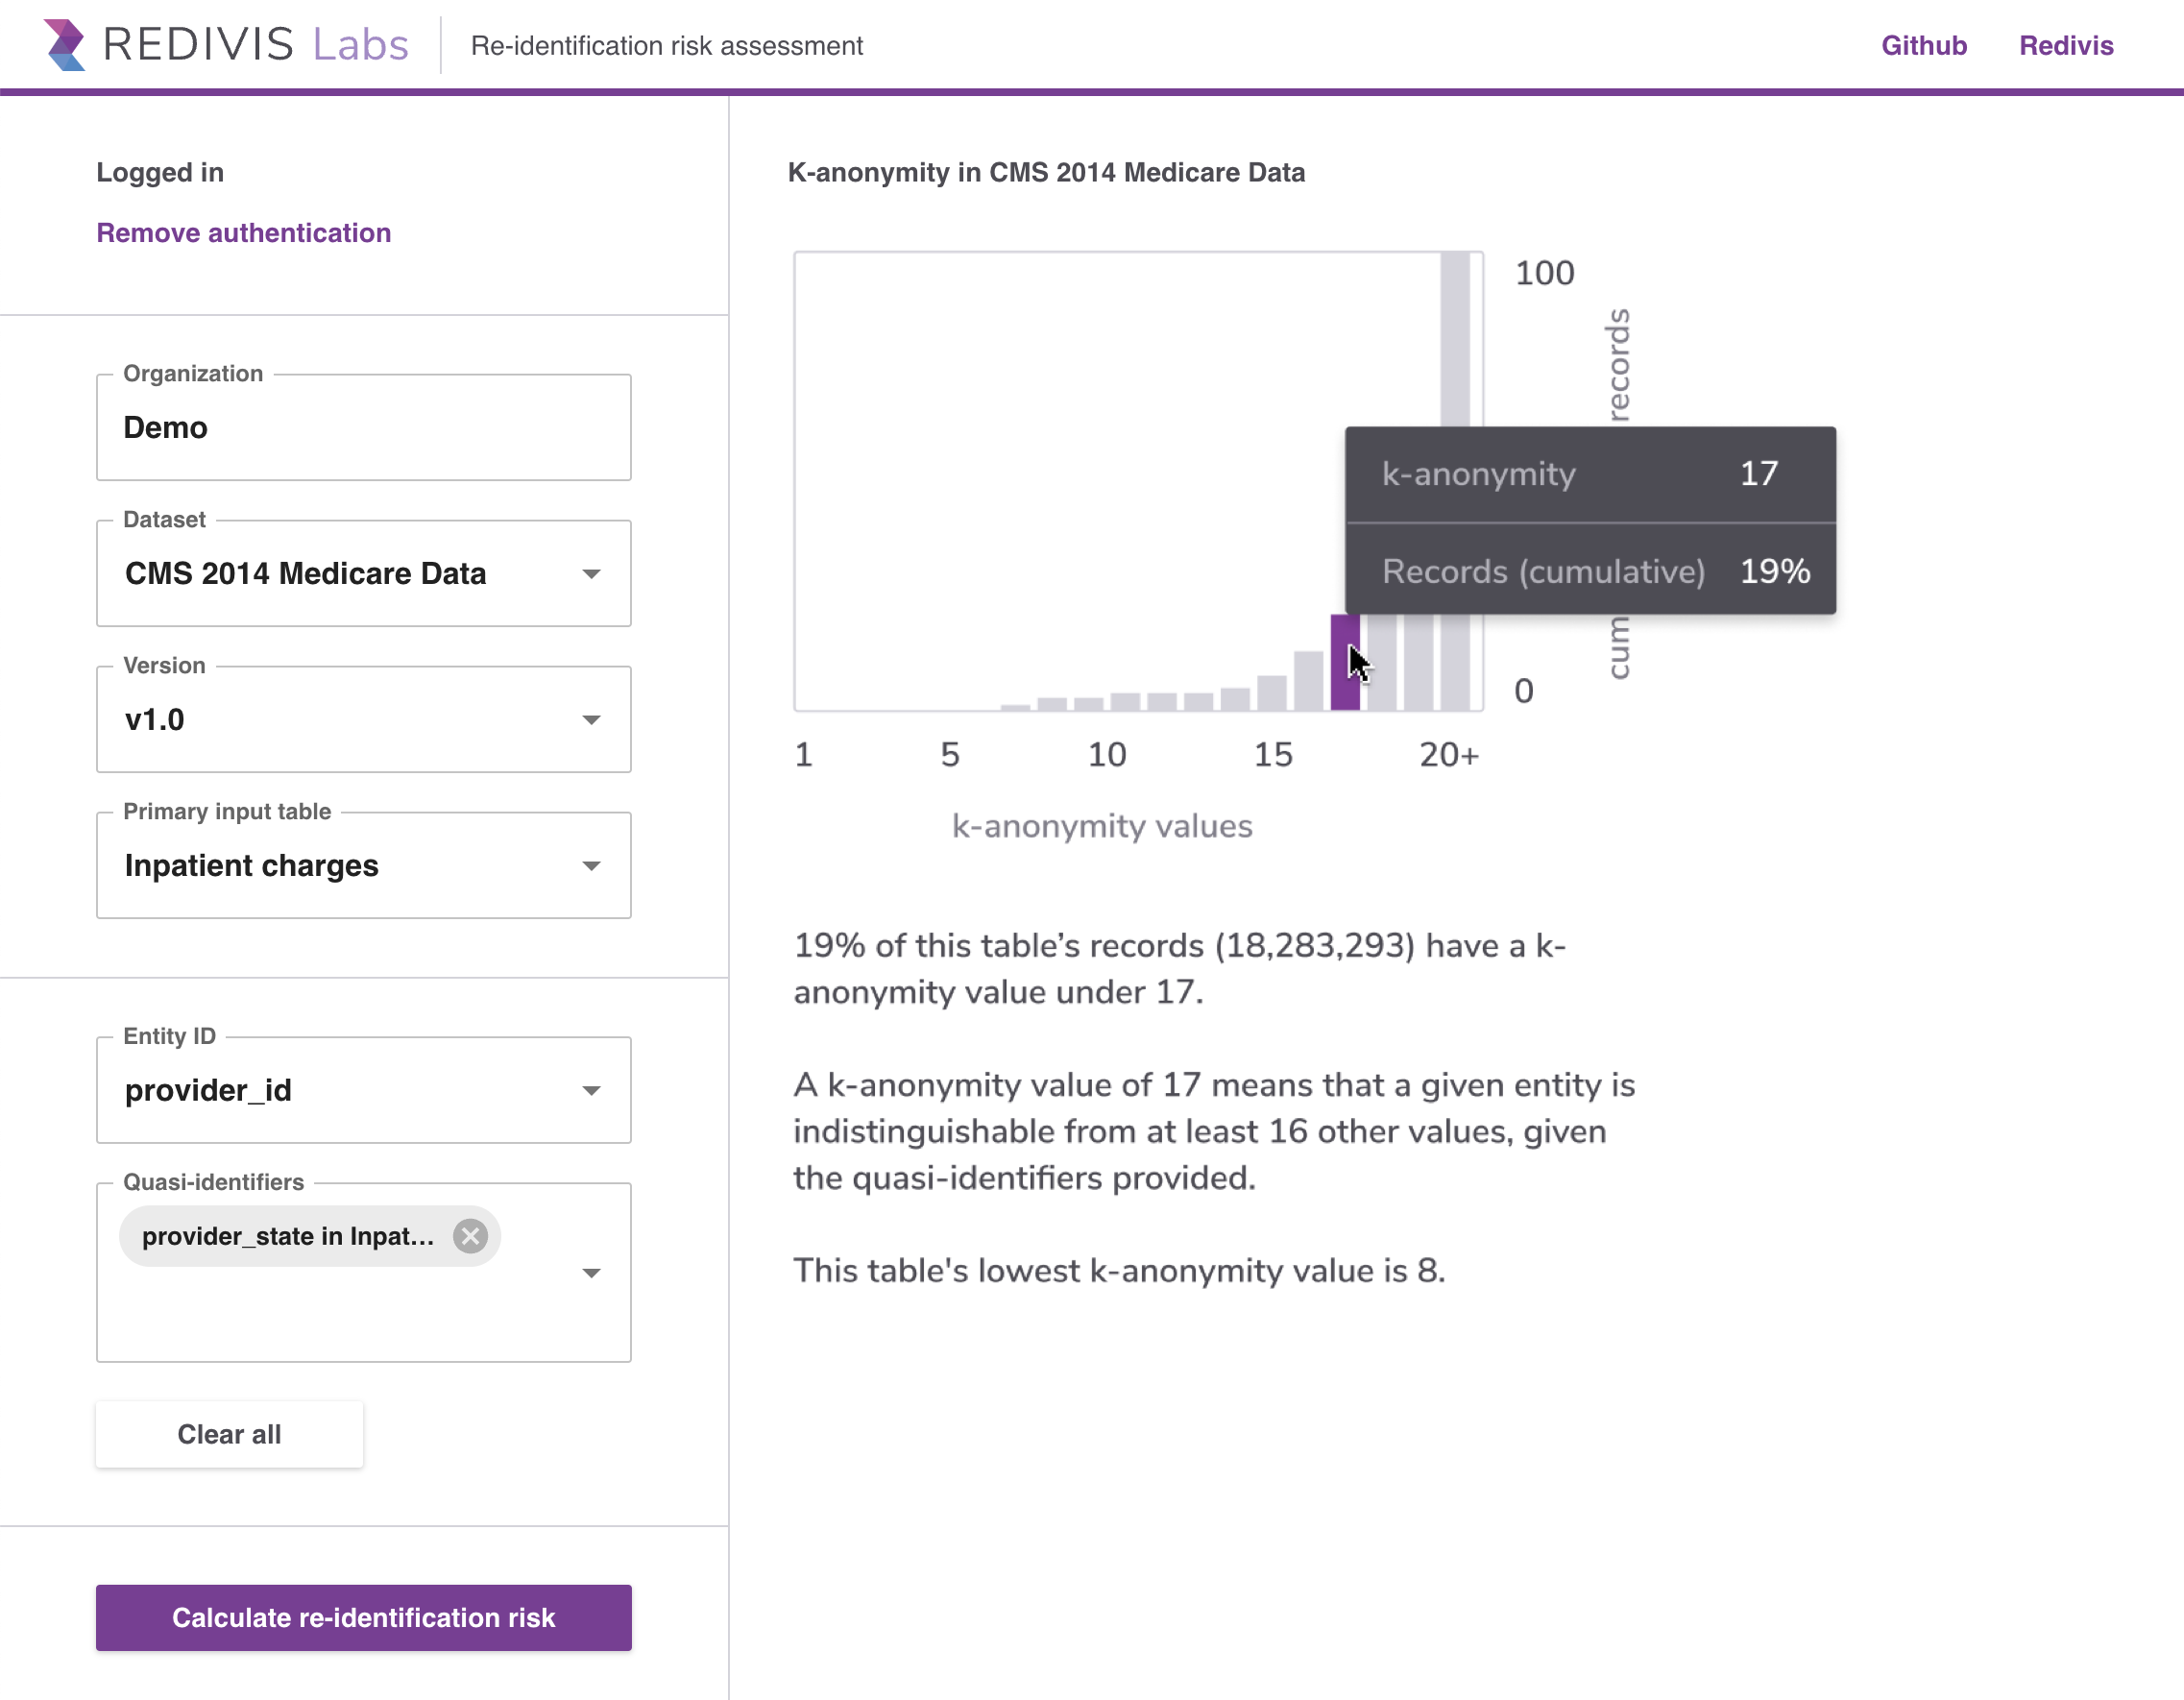 REDIVIS Labs
Re-identification risk assessment
Github
Redivis
Logged in
Remove authentication
Organization
Demo
Dataset
CMS 2014 Medicare Data
Version
v1.0
Primary input table
Inpatient charges
Entity ID
provider_id
Quasi-identifiers
provider_state in Inpat...
Clear all
Calculate re-identification risk
K-anonymity in CMS 2014 Medicare Data
100
records
k-anonymity 17
Records (cumulative) 19%
cum
0
1 5 10 15 20+
k-anonymity values
19% of this table’s records (18,283,293) have a k-
anonymity value under 17.
A k-anonymity value of 17 means that a given entity is
indistinguishable from at least 16 other values, given
the quasi-identifiers provided.
This table's lowest k-anonymity value is 8.